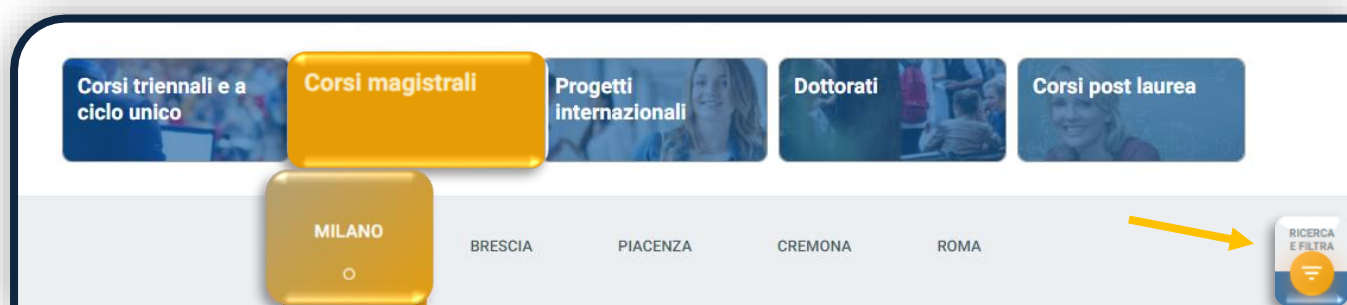 Corsi triennali e a
ciclo unico
Corsi magistrali
Progetti
internazionali
Dottorati
Corsi post laurea
MILANO
BRESCIA
PIACENZA
CREMONA
ROMA
RICERCA
E FILTRA